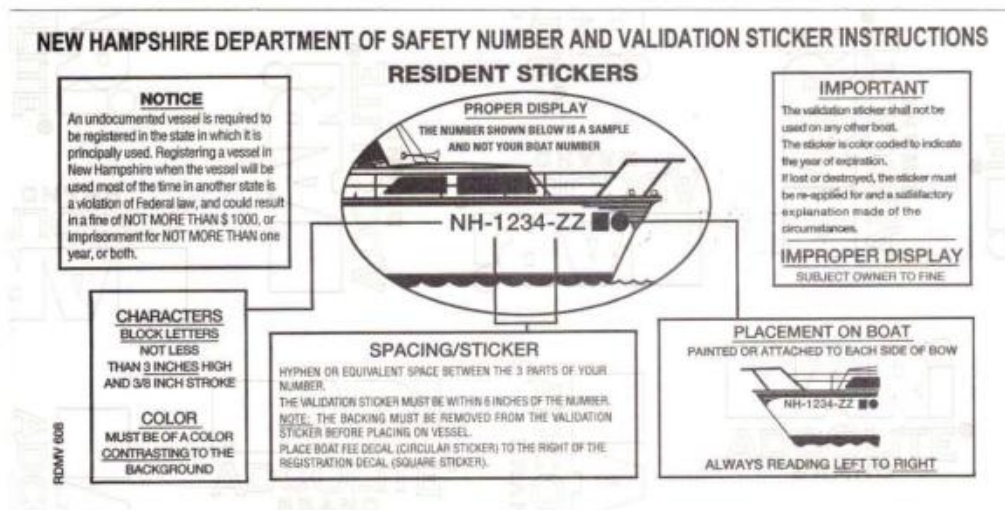 NEW HAMPSHIRE DEPARTMENT OF SAFETY NUMBER AND VALIDATION STICKER INSTRUCTIONS
RESIDENT STICKERS
NOTICE
An undocumented vessel is required to
be registered in the state in which it is
principally used. Registering a vessel in
New Hampshire when the vessel will be
used most of the time in another state is
a violation of Federal law, and could result
in a fine of NOT MORE THAN $ 1000, or
imprisonment for NOT MORE THAN one
year, or both.
PROPER DISPLAY
THE NUMBER SHOWN BELOW IS A SAMPLE
AND NOT YOUR BOAT NUMBER
NH-1234-ZZ
IMPORTANT
The validation sticker shall not be
used on any other boat.
The sticker is color coded to indicate
the year of expiration.
If lost or destroyed, the sticker must
be re-applied for and a satisfactory
explanation made of the
circumstances.
IMPROPER DISPLAY
SUBJECT OWNER TO FINE
CHARACTERS
BLOCK LETTERS
NOT LESS
THAN 3 INCHES HIGH
AND 3/8 INCH STROKE
COLOR
MUST BE OF A COLOR
CONTRASTING TO THE
BACKGROUND
SPACING/STICKER
HYPHEN OR EQUIVALENT SPACE BETWEEN THE 3 PARTS OF YOUR
NUMBER.
THE VALIDATION STICKER MUST BE WITHIN 6 INCHES OF THE NUMBER.
NOTE: THE BACKING MUST BE REMOVED FROM THE VALIDATION
STICKER BEFORE PLACING ON VESSEL.
PLACE BOAT FEE DECAL (CIRCULAR STICKER) TO THE RIGHT OF THE
REGISTRATION DECAL (SQUARE STICKER).
PLACEMENT ON BOAT
PAINTED OR ATTACHED TO EACH SIDE OF BOW
NH-1234-ZZ
ALWAYS READING LEFT TO RIGHT
RDMV 608